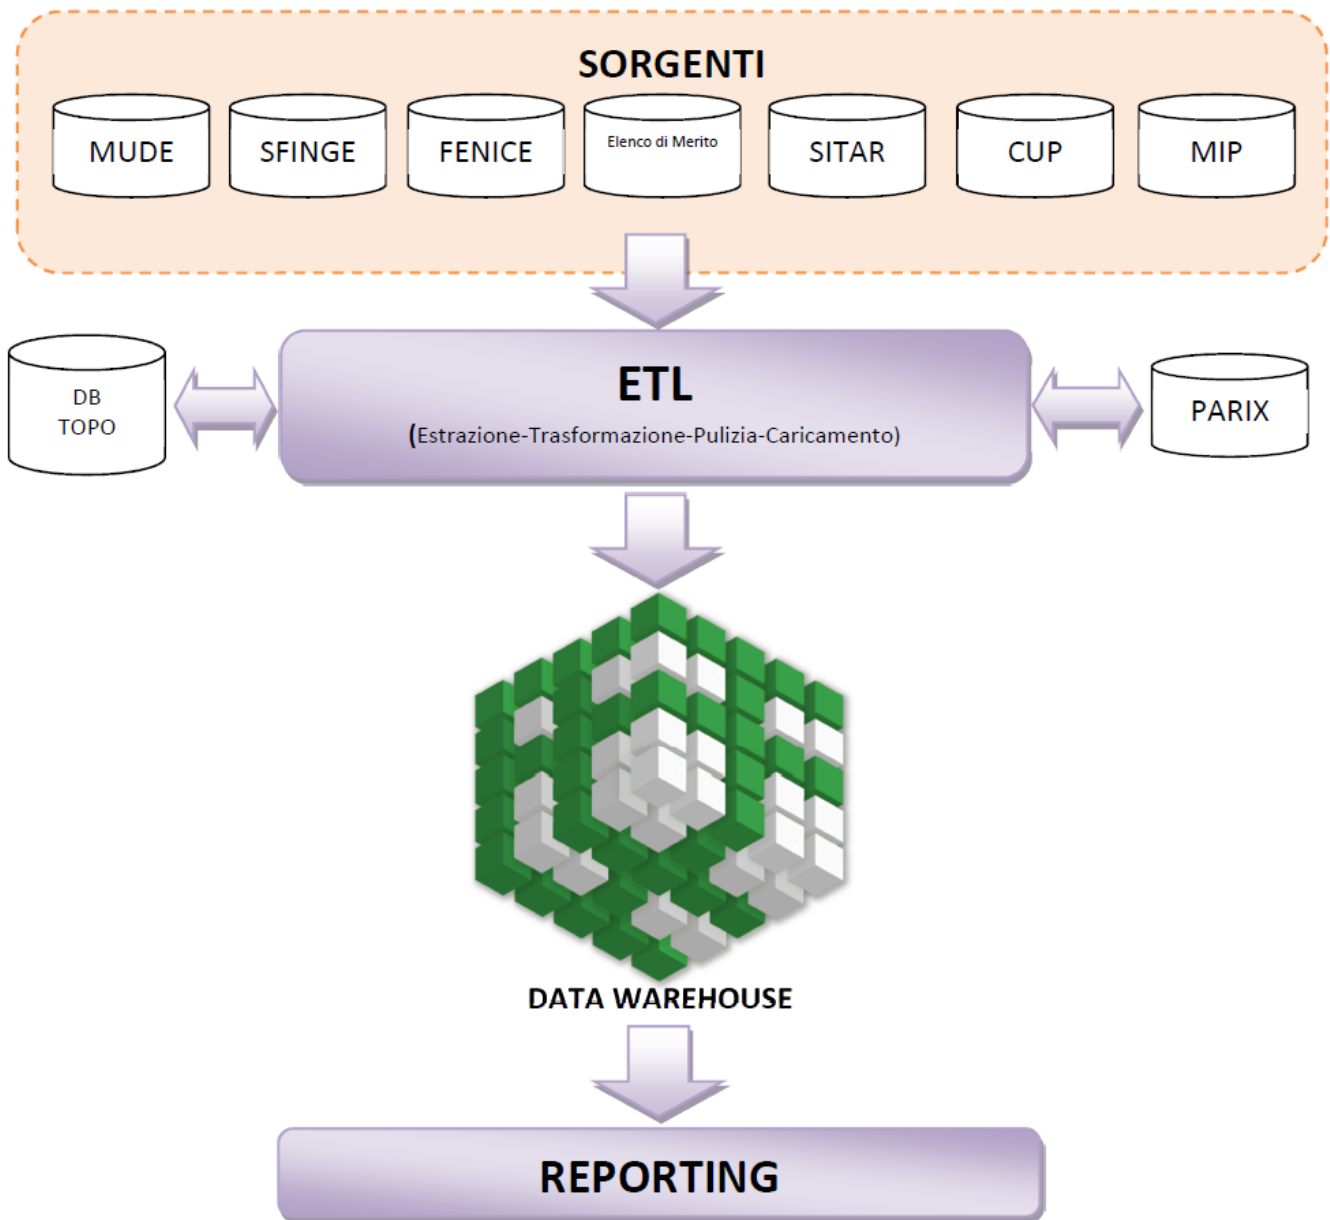 SORGENTI
MUDE
SFINGE
FENICE
Elenco di Merito
SITAR
CUP
MIP
DB
TOPO
ETL
(Estrazione-Trasformazione-Pulizia-Caricamento)
PARIX
DATA WAREHOUSE
REPORTING